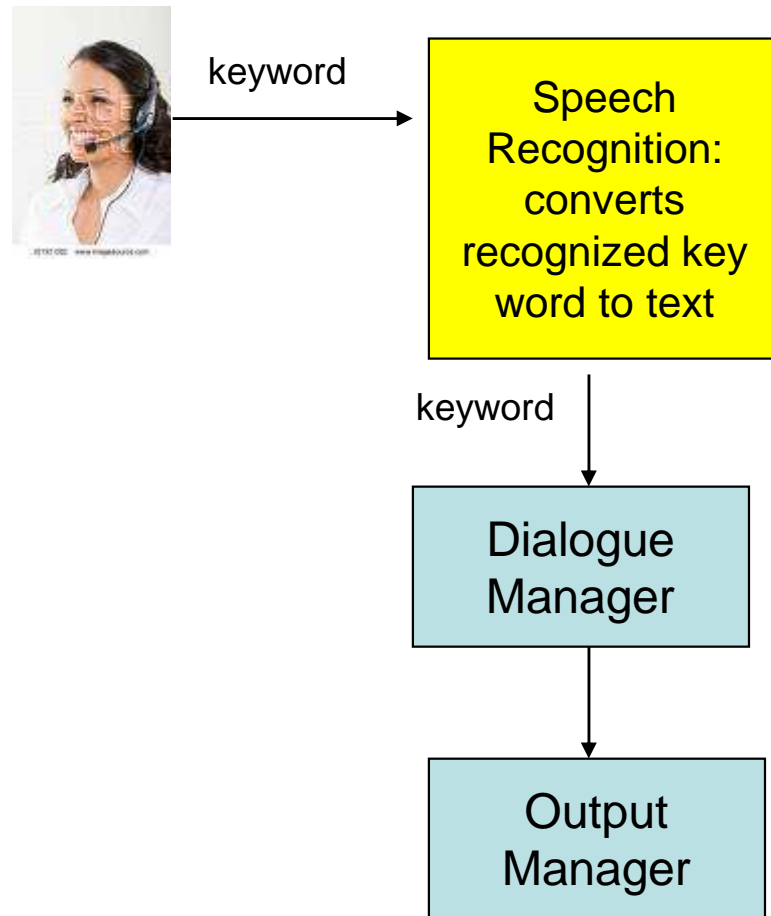 keyword
Speech
Recognition:
converts
recognized key
word to text
keyword
Dialogue
Manager
Output
Manager